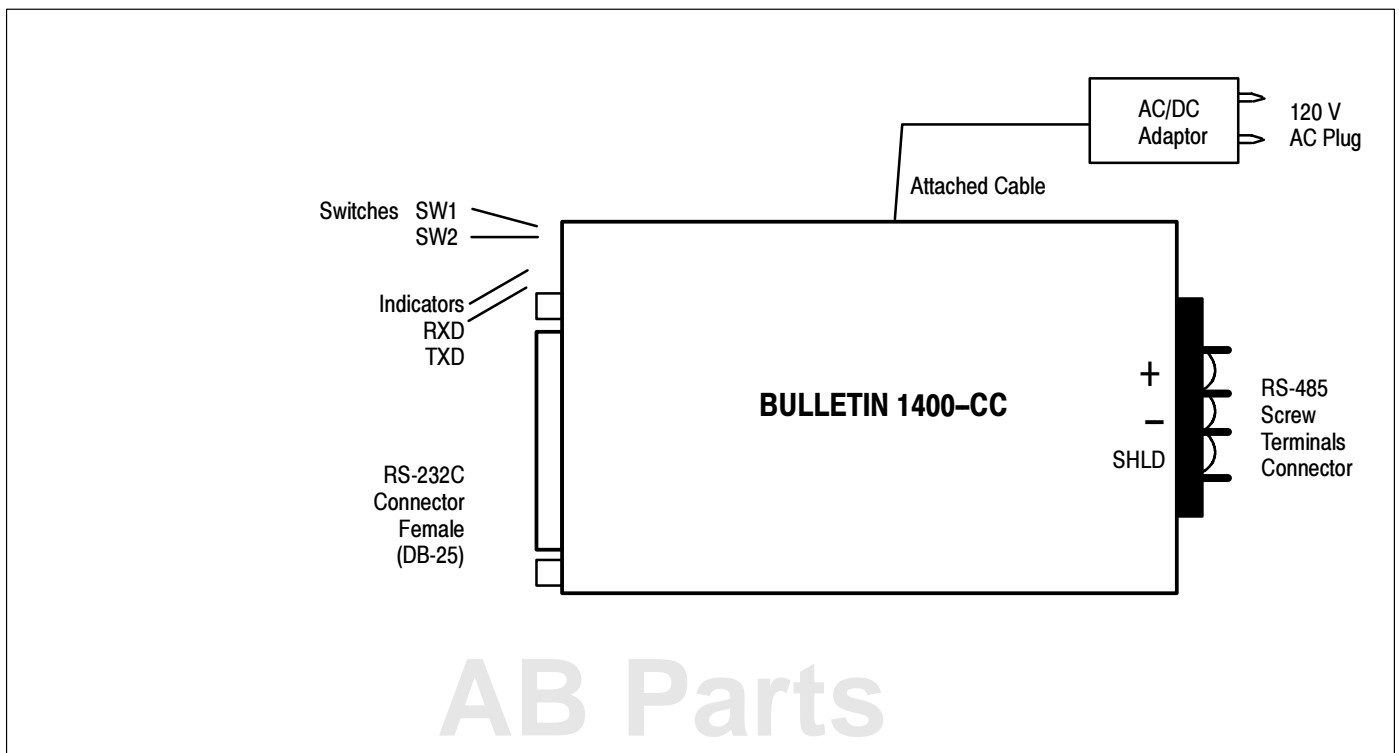 AC/DC
Adaptor
120 V
AC Plug
Attached Cable
Switches SW1
SW2
Indicators
RXD
TXD
BULLETIN 1400–CC
+
−
SHLD
RS-485
Screw
Terminals
Connector
RS-232C
Connector
Female
(DB-25)
AB Parts